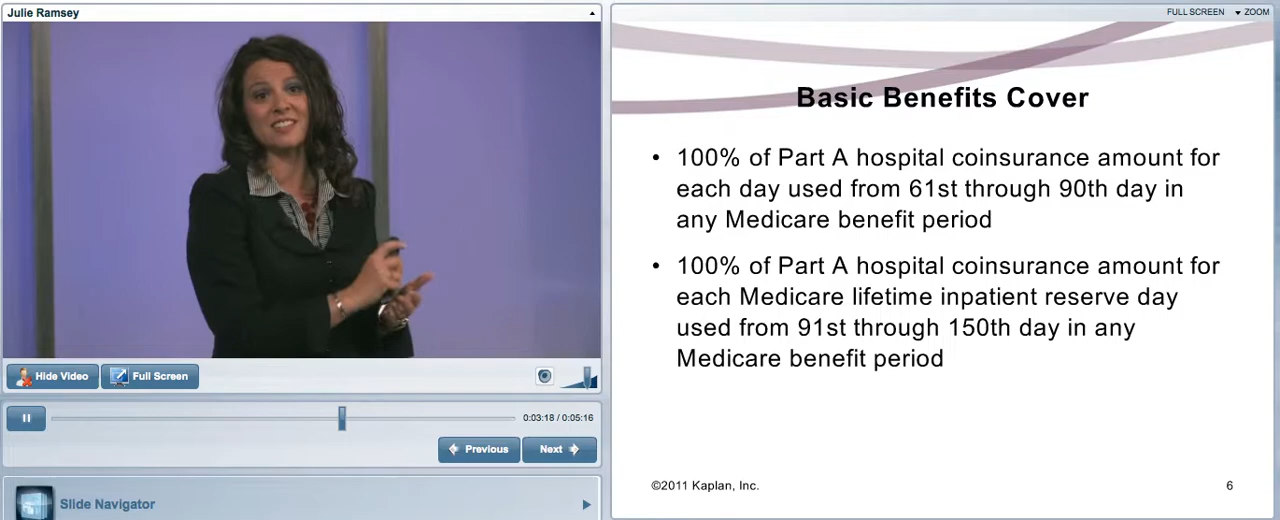 Julie Ramsey
FULL SCREEN ZOOM
Basic Benefits Cover
• 100% of Part A hospital coinsurance amount for
each day used from 61st through 90th day in
any Medicare benefit period
• 100% of Part A hospital coinsurance amount for
each Medicare lifetime inpatient reserve day
used from 91st through 150th day in any
Medicare benefit period
©2011 Kaplan, Inc. 6
Hide Video Full Screen
0:03:18 / 0:05:16
Previous Next
Slide Navigator